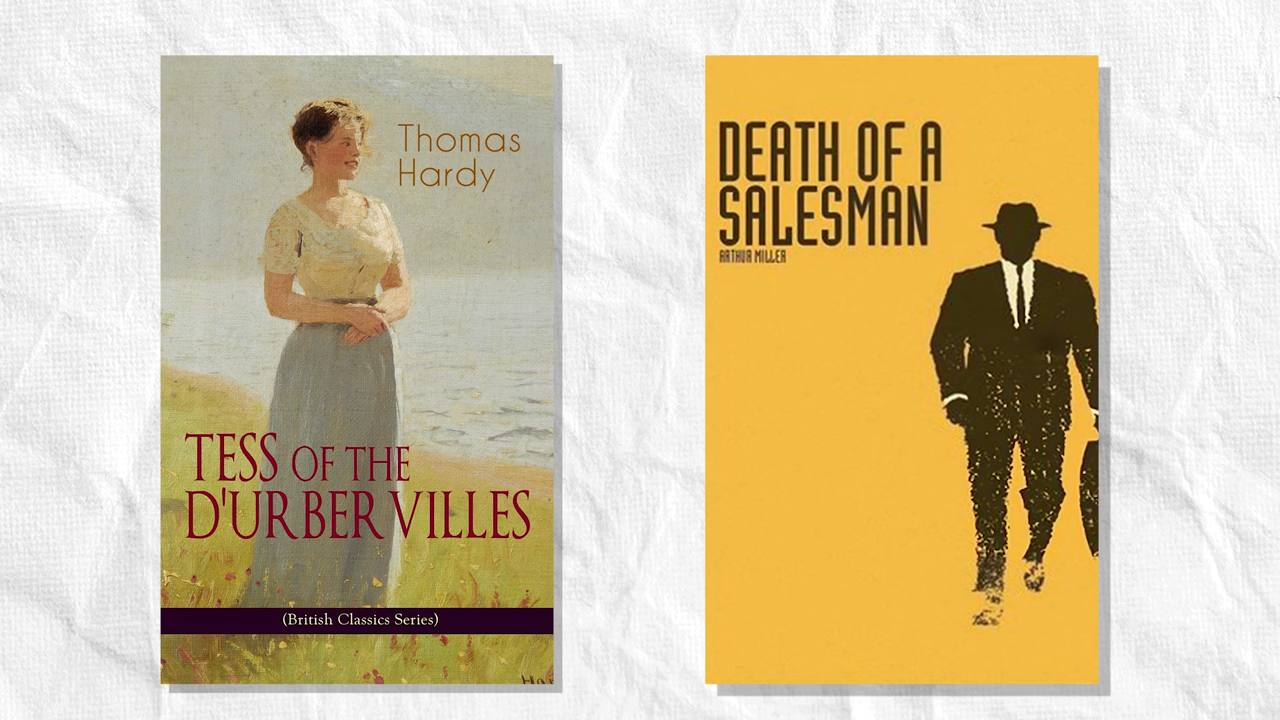 Thomas
Hardy
TESS OF THE
D'URBERVILLES
(British Classics Series)
DEATH OF A
SALESMAN
ARTHUR MILLER